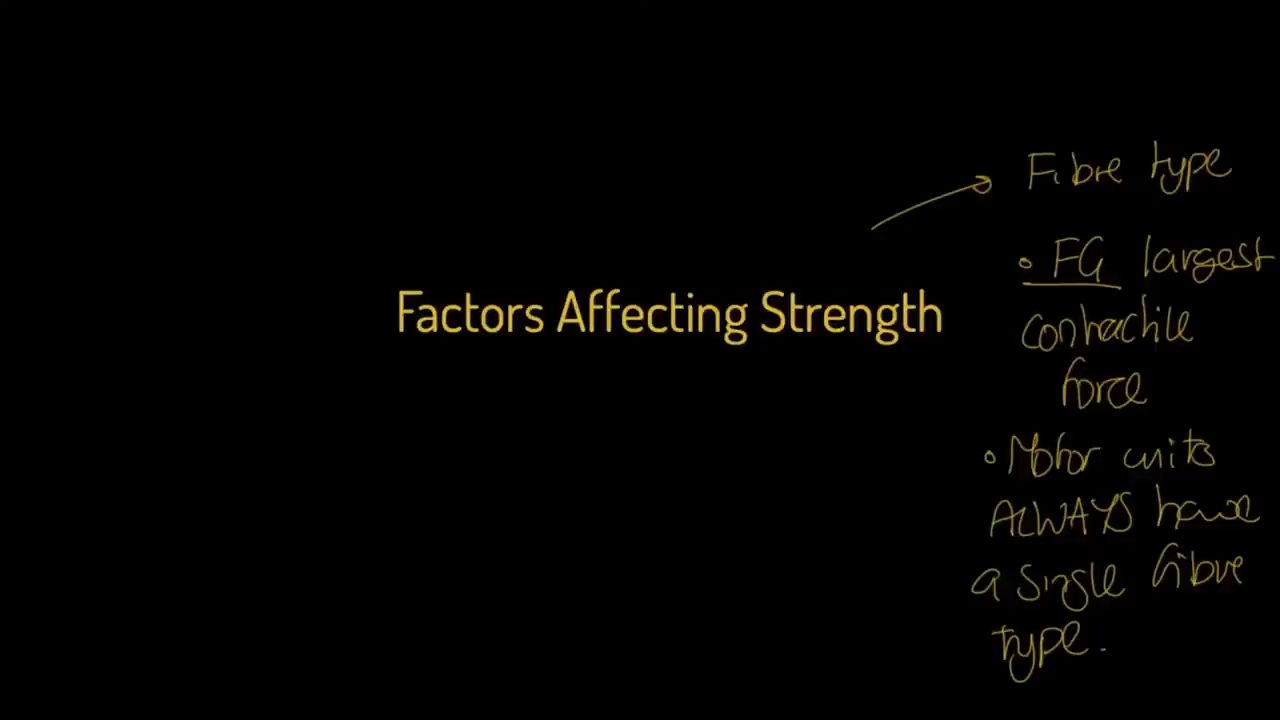 Factors Affecting Strength
Fibre type
• FG largest
contractile
force
• Motor units
ALWAYS have
a single fibre
type.